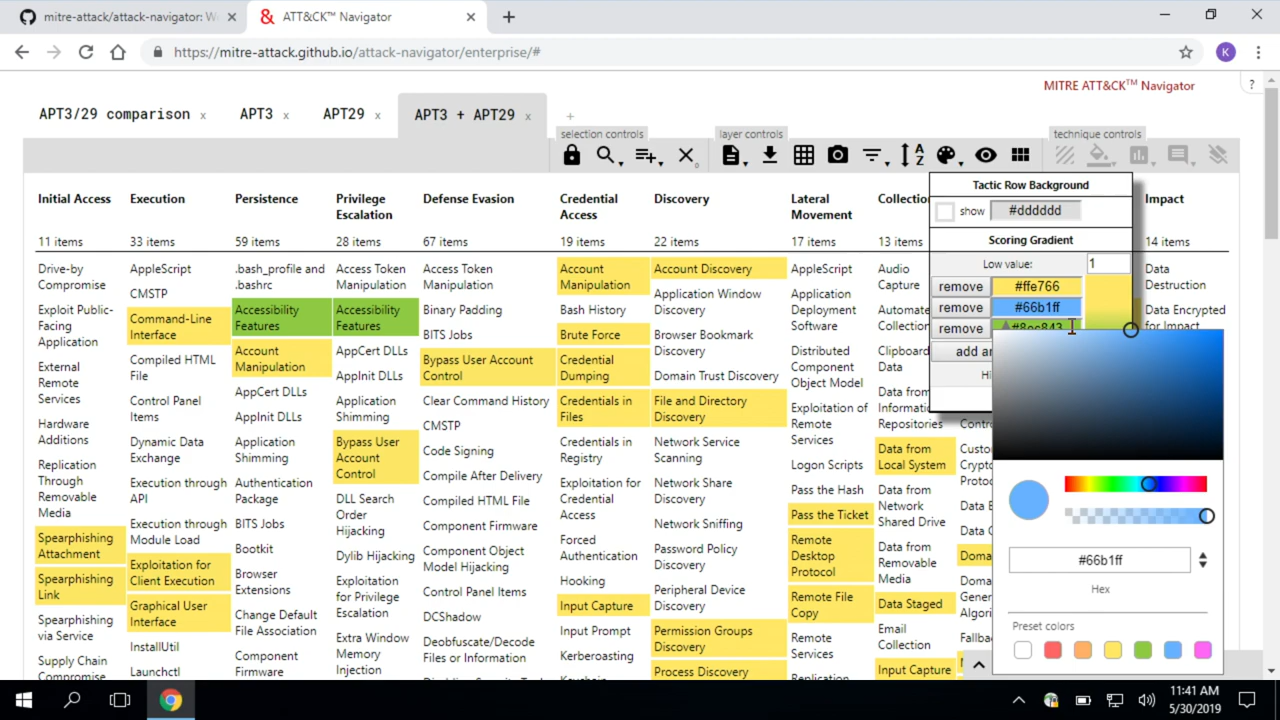 mitre-attack/attack-navigator: W
ATT&CK™ Navigator
https://mitre-attack.github.io/attack-navigator/enterprise/#
K
MITRE ATT&CK™ Navigator
?
APT3/29 comparison x
APT3 x
APT29 x
APT3 + APT29 x
+
selection controls
layer controls
technique controls
Initial Access
11 items
Drive-by
Compromise
Exploit Public-
Facing
Application
External
Remote
Services
Hardware
Additions
Replication
Through
Removable
Media
Spearphishing
Attachment
Spearphishing
Link
Spearphishing
via Service
Supply Chain
Compromise
Execution
33 items
AppleScript
CMSTP
Command-Line
Interface
Compiled HTML
File
Control Panel
Items
Dynamic Data
Exchange
Execution through
API
Execution through
Module Load
Exploitation for
Client Execution
Graphical User
Interface
InstallUtil
Launchctl
Persistence
59 items
.bash_profile and
.bashrc
Accessibility
Features
Account
Manipulation
AppCert DLLs
AppInit DLLs
Application
Shimming
Authentication
Package
BITS Jobs
Bootkit
Browser
Extensions
Change Default
File Association
Component
Firmware
Privilege
Escalation
28 items
Access Token
Manipulation
Accessibility
Features
AppCert DLLs
AppInit DLLs
Application
Shimming
Bypass User
Account
Control
DLL Search
Order
Hijacking
Dylib Hijacking
Exploitation
for Privilege
Escalation
Extra Window
Memory
Injection
Defense Evasion
67 items
Access Token
Manipulation
Binary Padding
BITS Jobs
Bypass User Account
Control
Clear Command History
CMSTP
Code Signing
Compile After Delivery
Compiled HTML File
Component Firmware
Component Object
Model Hijacking
Control Panel Items
DCShadow
Deobfuscate/Decode
Files or Information
Credential
Access
19 items
Account
Manipulation
Bash History
Brute Force
Credential
Dumping
Credentials in
Files
Credentials in
Registry
Exploitation for
Credential
Access
Forced
Authentication
Hooking
Input Capture
Input Prompt
Kerberoasting
Discovery
22 items
Account Discovery
Application Window
Discovery
Browser Bookmark
Discovery
Domain Trust Discovery
File and Directory
Discovery
Network Service
Scanning
Network Share
Discovery
Network Sniffing
Password Policy
Discovery
Peripheral Device
Discovery
Permission Groups
Discovery
Process Discovery
Lateral
Movement
17 items
AppleScript
Application
Deployment
Software
Distributed
Component
Object Model
Exploitation of
Remote
Services
Logon Scripts
Pass the Hash
Pass the Ticket
Remote
Desktop
Protocol
Remote File
Copy
Remote
Services
Collection
13 items
Audio
Capture
Automate
Collection
Clipboard
Data
Data from
Information
Repositories
Data from
Local System
Data from
Network
Shared Drive
Data from
Removable
Media
Data Staged
Email
Collection
Input Capture
Impact
14 items
Data
Destruction
Data Encrypted
for Impact
Tactic Row Background
show #dddddd
Scoring Gradient
Low value: 1
remove #ffe766
remove #66b1ff
remove #8ec843
add an
Hi
#66b1ff
Hex
Preset colors
11:41 AM
5/30/2019